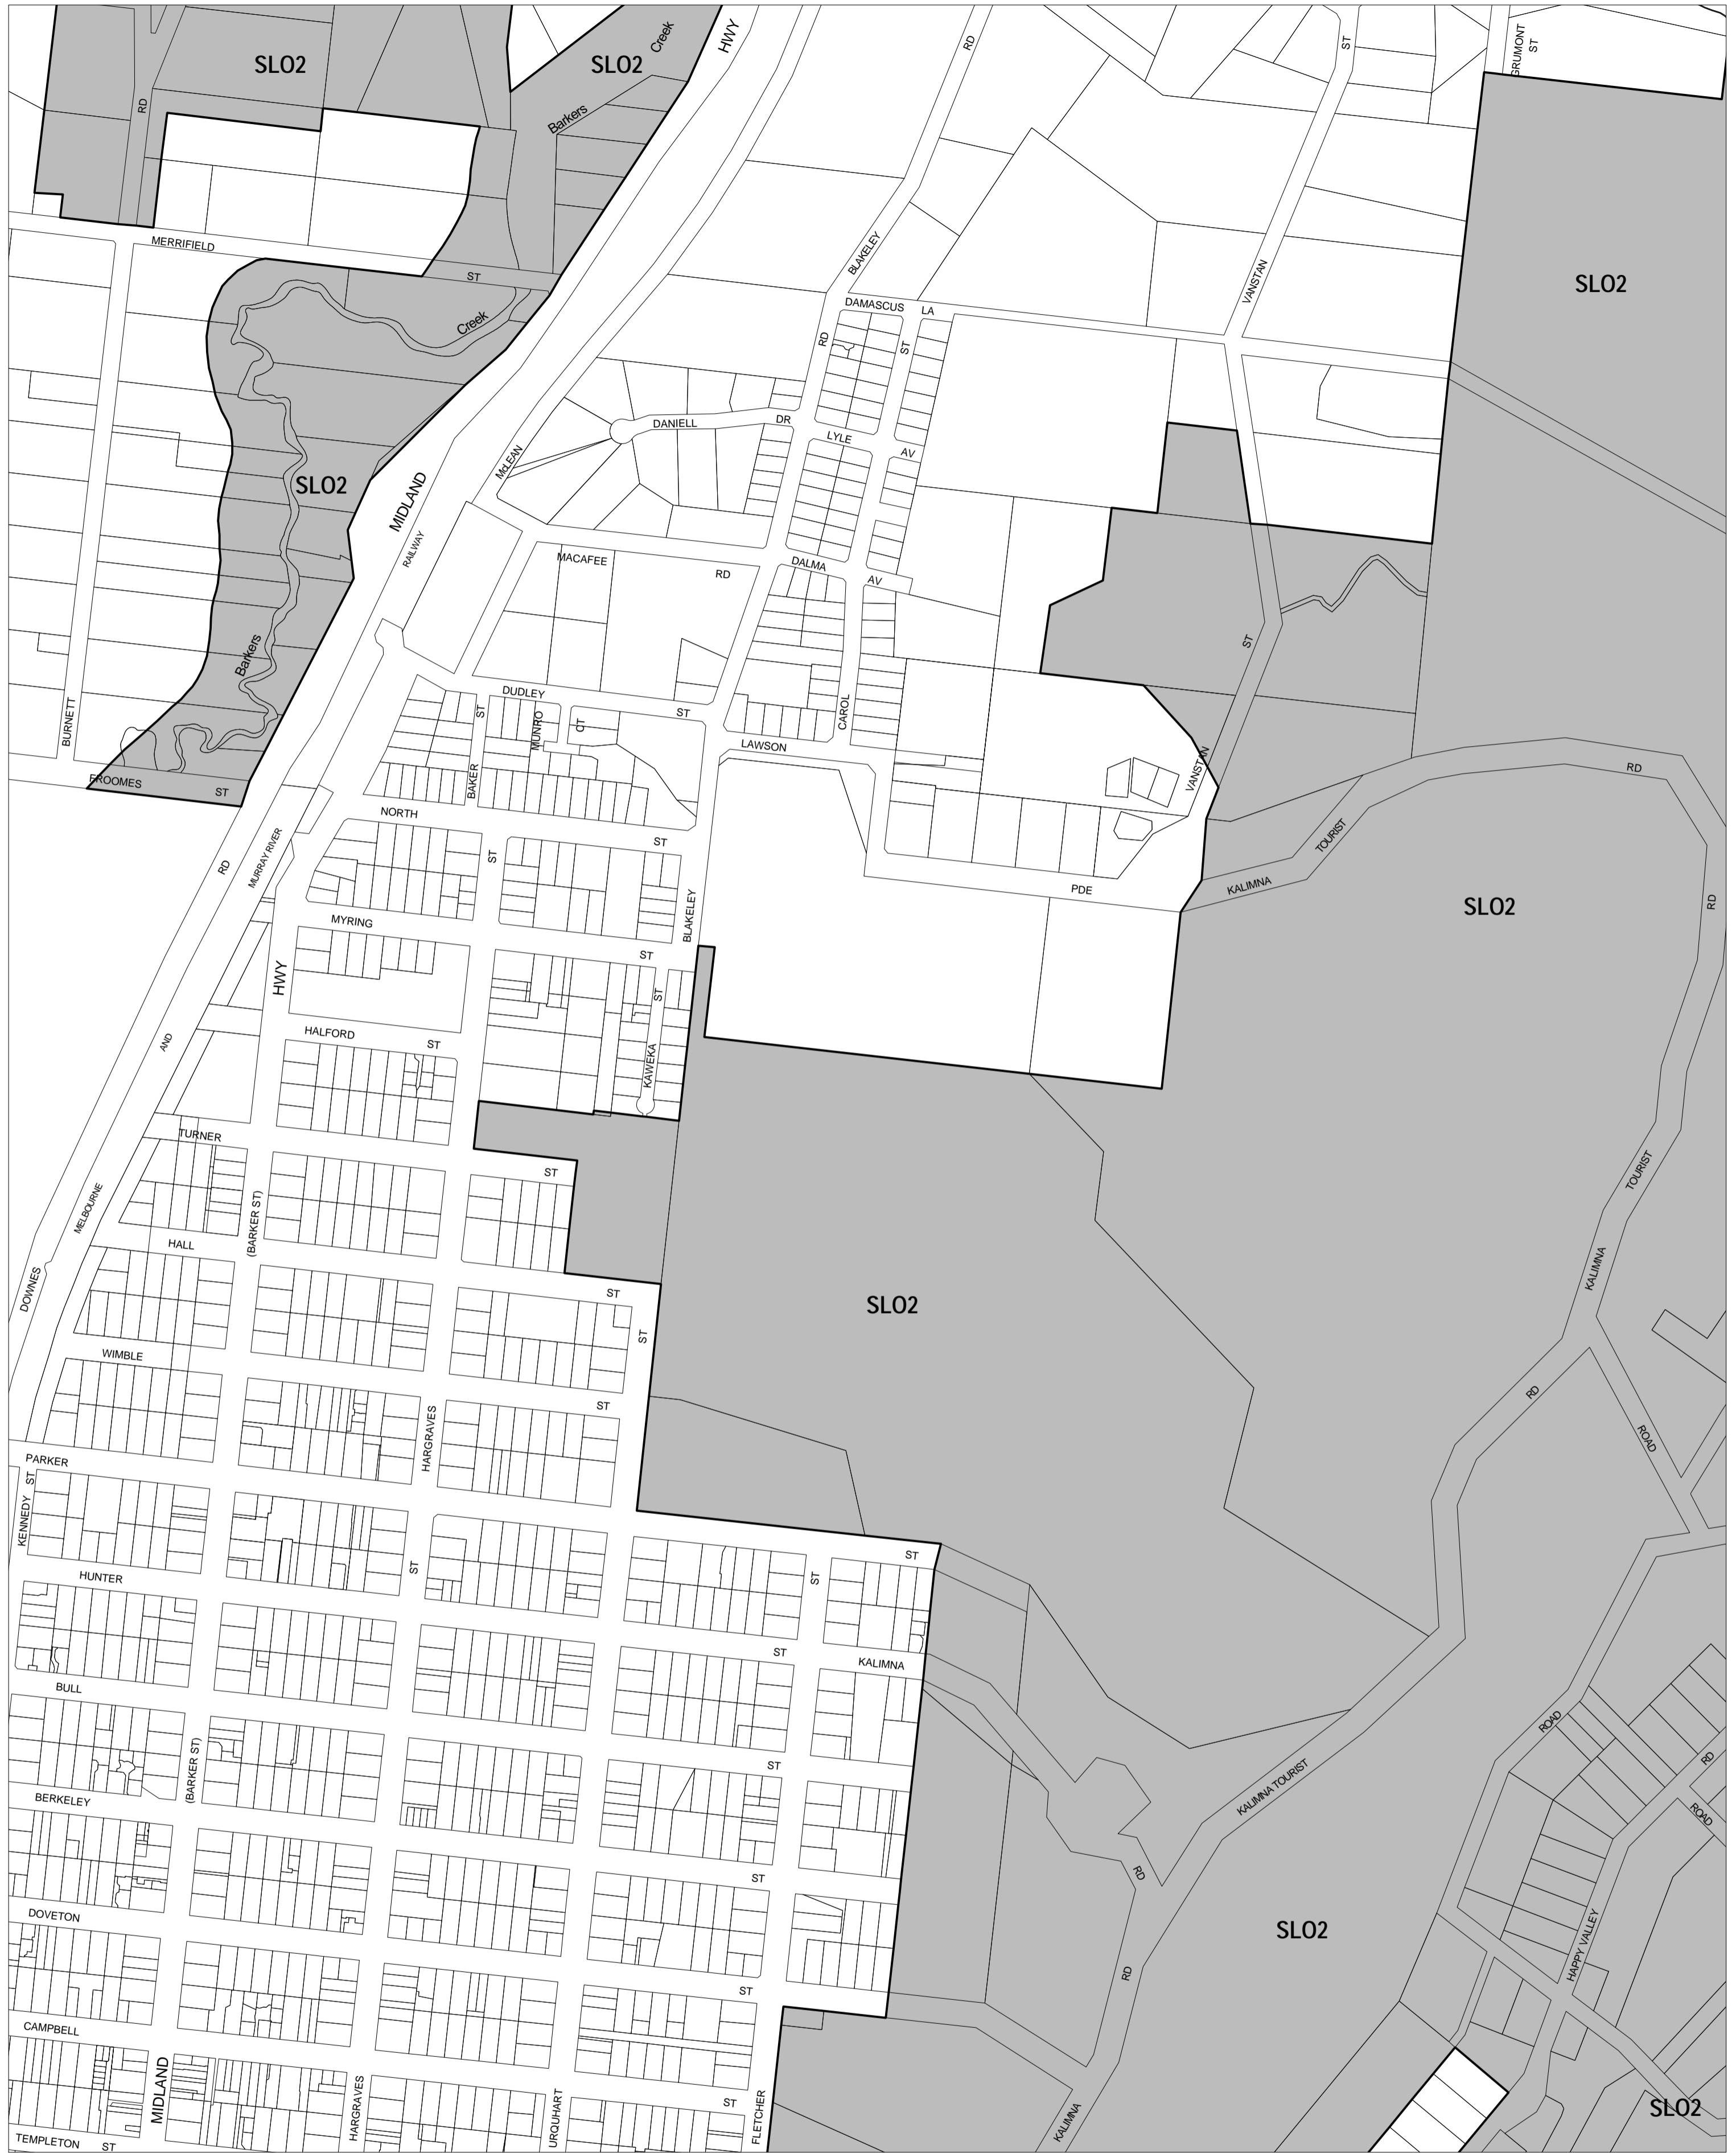 GRUMONT
ST
HWY
Creek
RD
ST
SLO2
SLO2
RD
Barkers
MERRIFIELD
ST
BLAKELEY
VANSTAN
SLO2
DAMASCUS
LA
Creek
RD
ST
DANIELL
DR
LYLE
AV
McLEAN
SLO2
MIDLAND
RAILWAY
MACAFEE
RD
DALMA
AV
Barkers
ST
BURNETT
DUDLEY
ST
ST
MUNRO
CT
CAROL
LAWSON
VANSTAN
RD
FROOMES
ST
BAKER
NORTH
ST
ST
TOURIST
RD
MURRAY RIVER
PDE
KALIMNA
RD
SLO2
MYRING
BLAKELEY
ST
HWY
ST
AND
HALFORD
ST
KAWEKA
TURNER
ST
TOURIST
MELBOURNE
(BARKER ST)
HALL
KALIMNA
DOWNES
ST
SLO2
ST
WIMBLE
RD
ST
HARGRAVES
ROAD
PARKER
ST
KENNEDY
ST
ST
ST
HUNTER
ST
KALIMNA
BULL
ROAD
(BARKER ST)
ST
RD
KALIMNA TOURIST
BERKELEY
ROAD
ST
RD
DOVETON
SLO2
HAPPY VALLEY
RD
ST
CAMPBELL
MIDLAND
HARGRAVES
URQUHART
ST
FLETCHER
KALIMNA
SLO2
TEMPLETON
ST